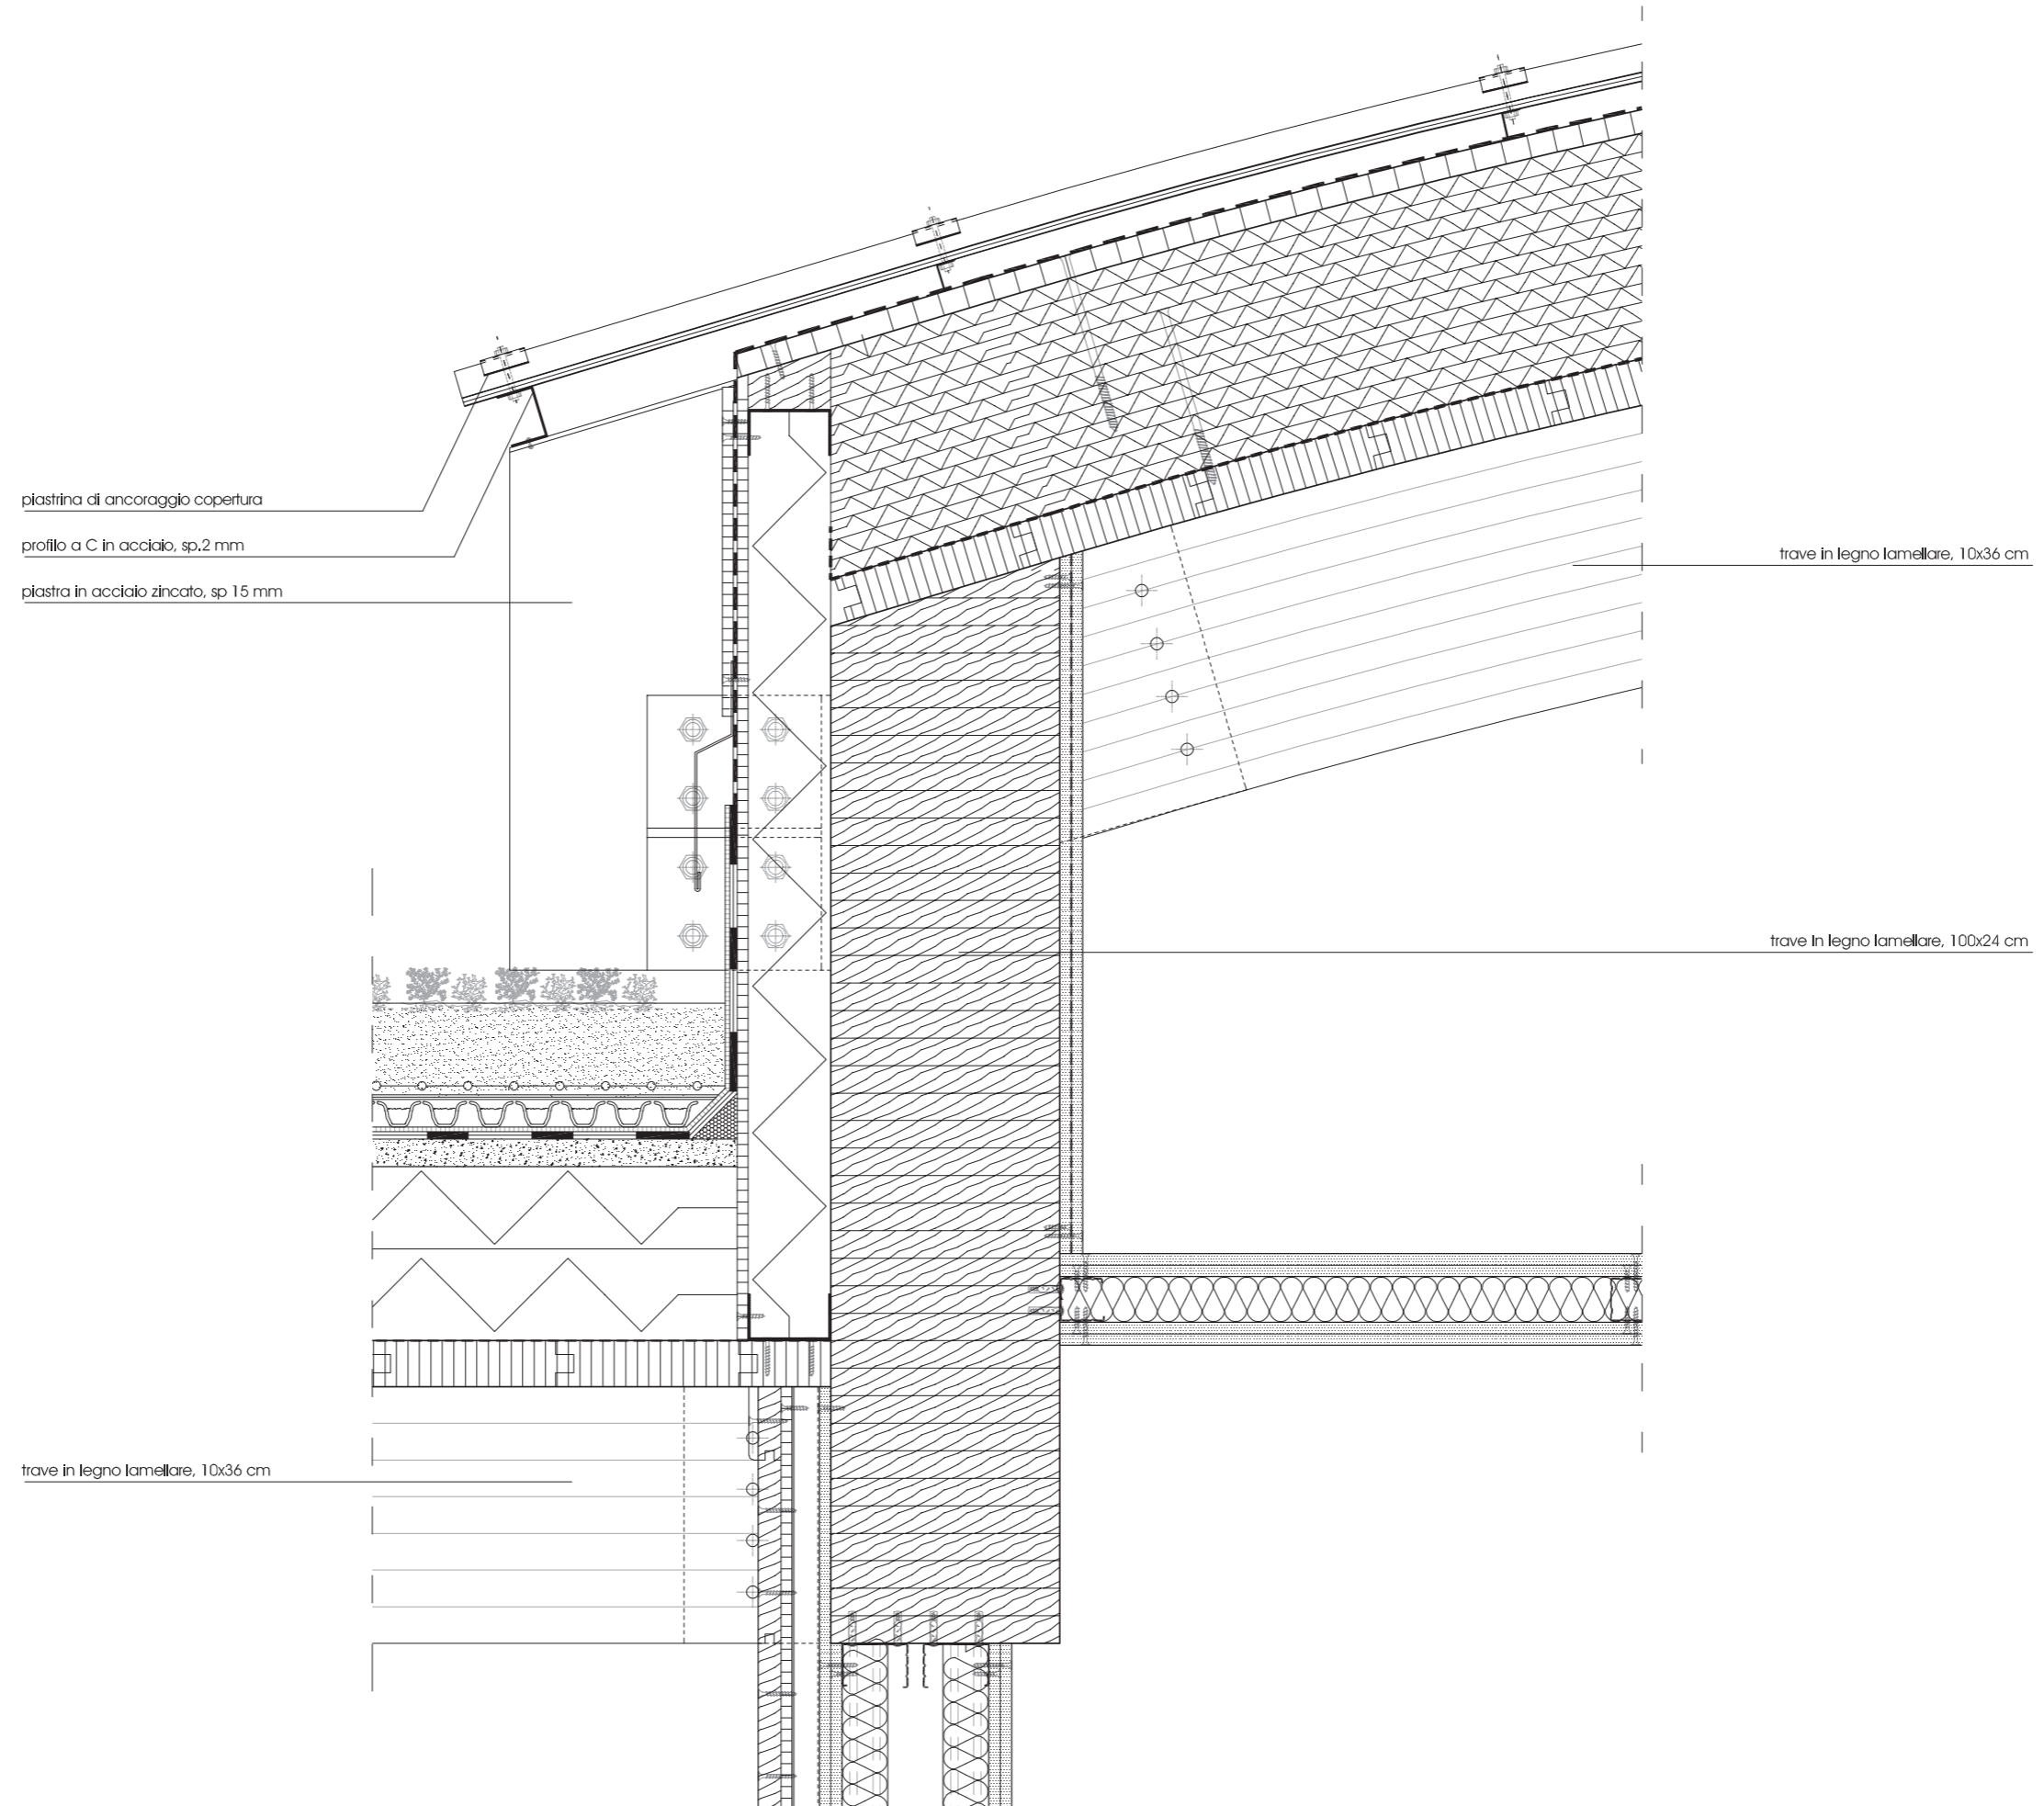 piastrina di ancoraggio copertura
profilo a C in acciaio, sp.2 mm
piastra in acciaio zincato, sp 15 mm
trave in legno lamellare, 10x36 cm
trave in legno lamellare, 100x24 cm
trave in legno lamellare, 10x36 cm